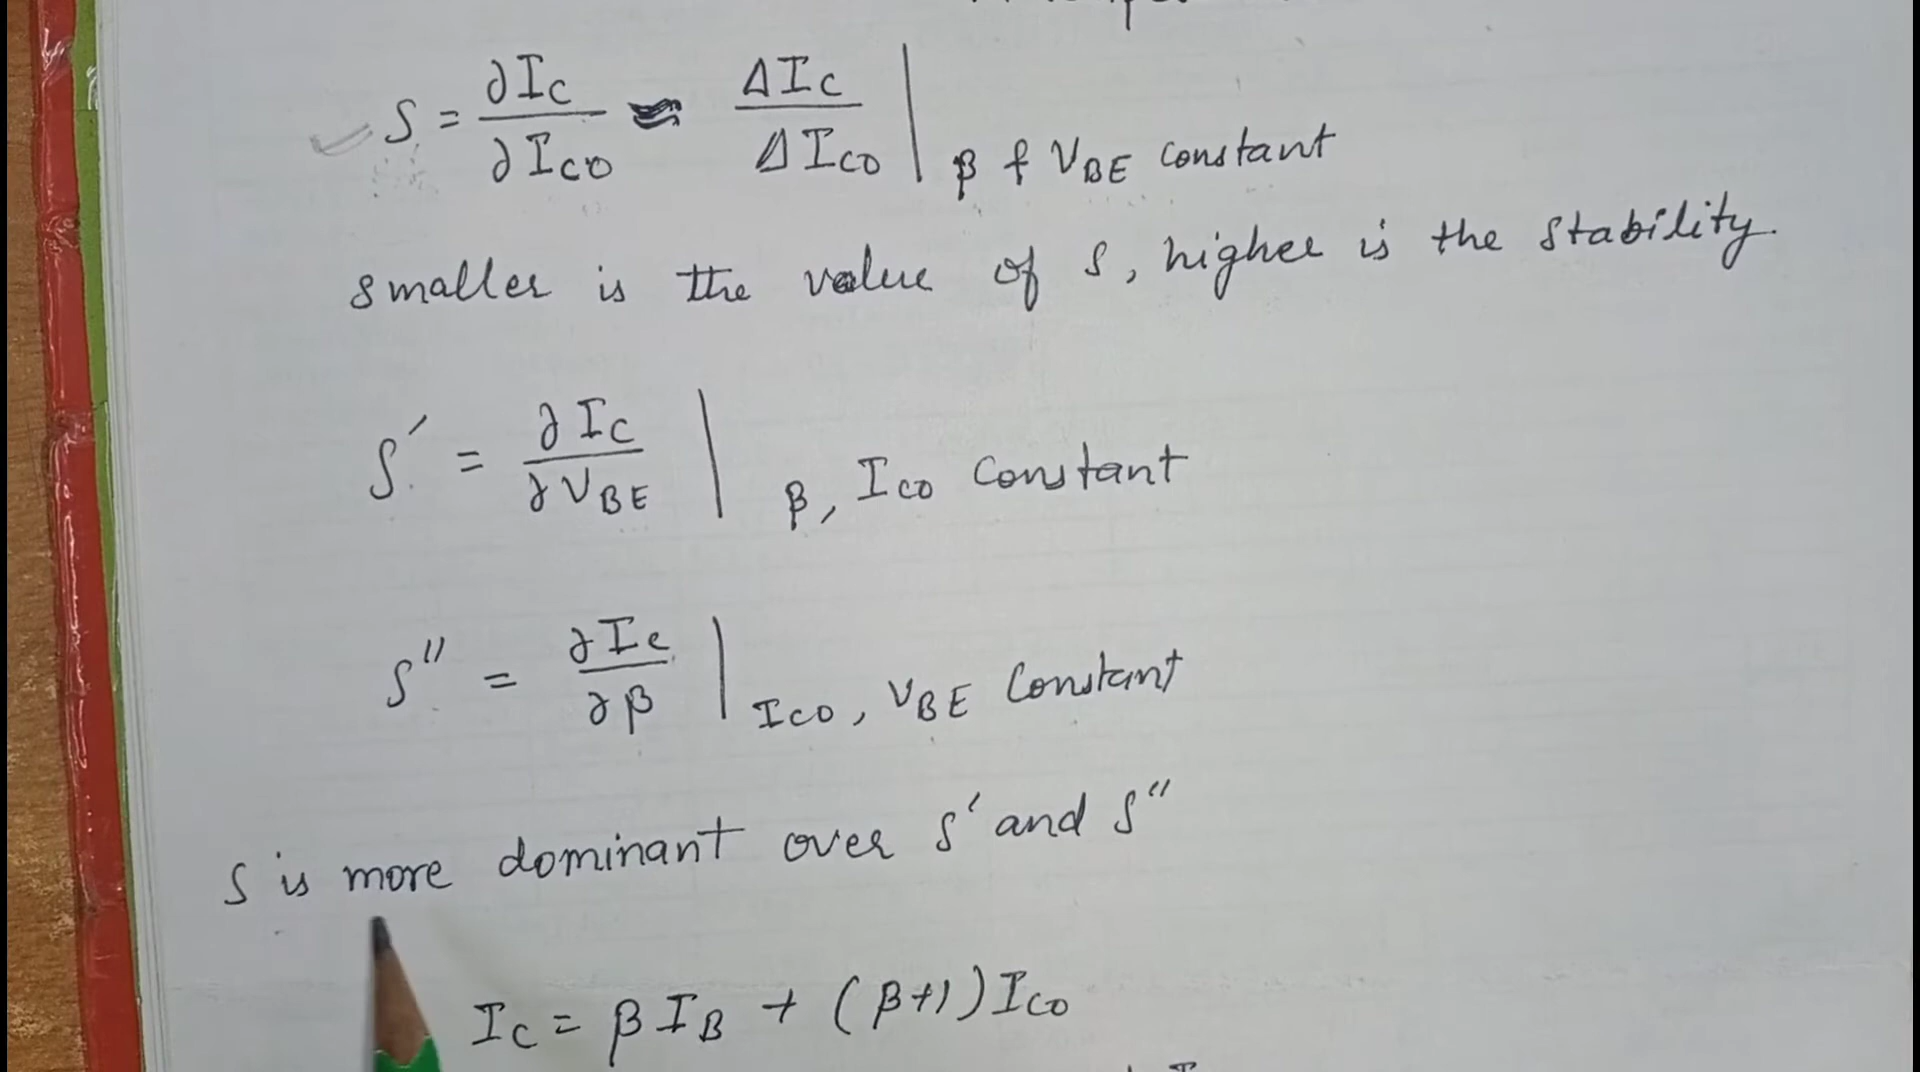 S = ∂IC/∂ICO = ΔIC/ΔICO | β & VBE constant
smaller is the value of S, higher is the stability.
S′ = ∂IC/∂VBE | β, ICO constant
S″ = ∂IC/∂β | ICO, VBE Constant
S is more dominant over S′ and S″
IC = β IB + (β+1) ICO